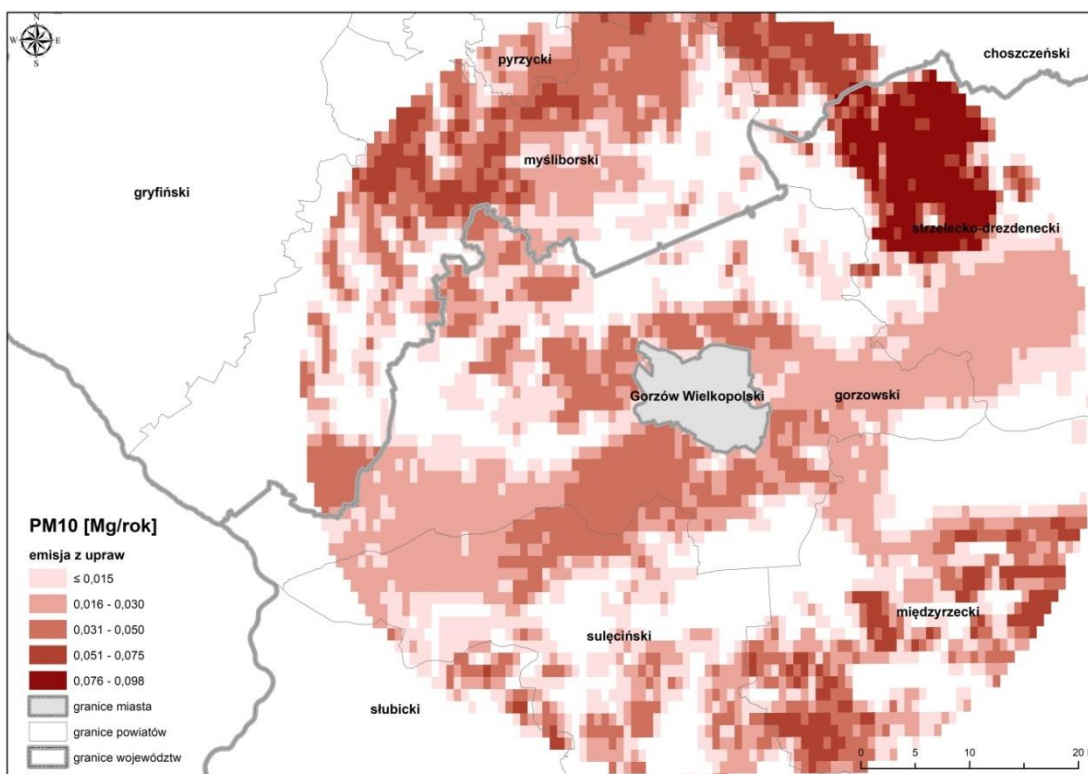 N
W E
S
pyrzycki
choszczeński
myśliborski
gryfiński
strzelecko-drezdenecki
Gorzów Wielkopolski
gorzowski
PM10 [Mg/rok]
emisja z upraw
≤ 0,015
0,016 - 0,030
0,031 - 0,050
0,051 - 0,075
0,076 - 0,098
granice miasta
granice powiatów
granice województw
międzyrzecki
sulęciński
słubicki
0 5 10 20